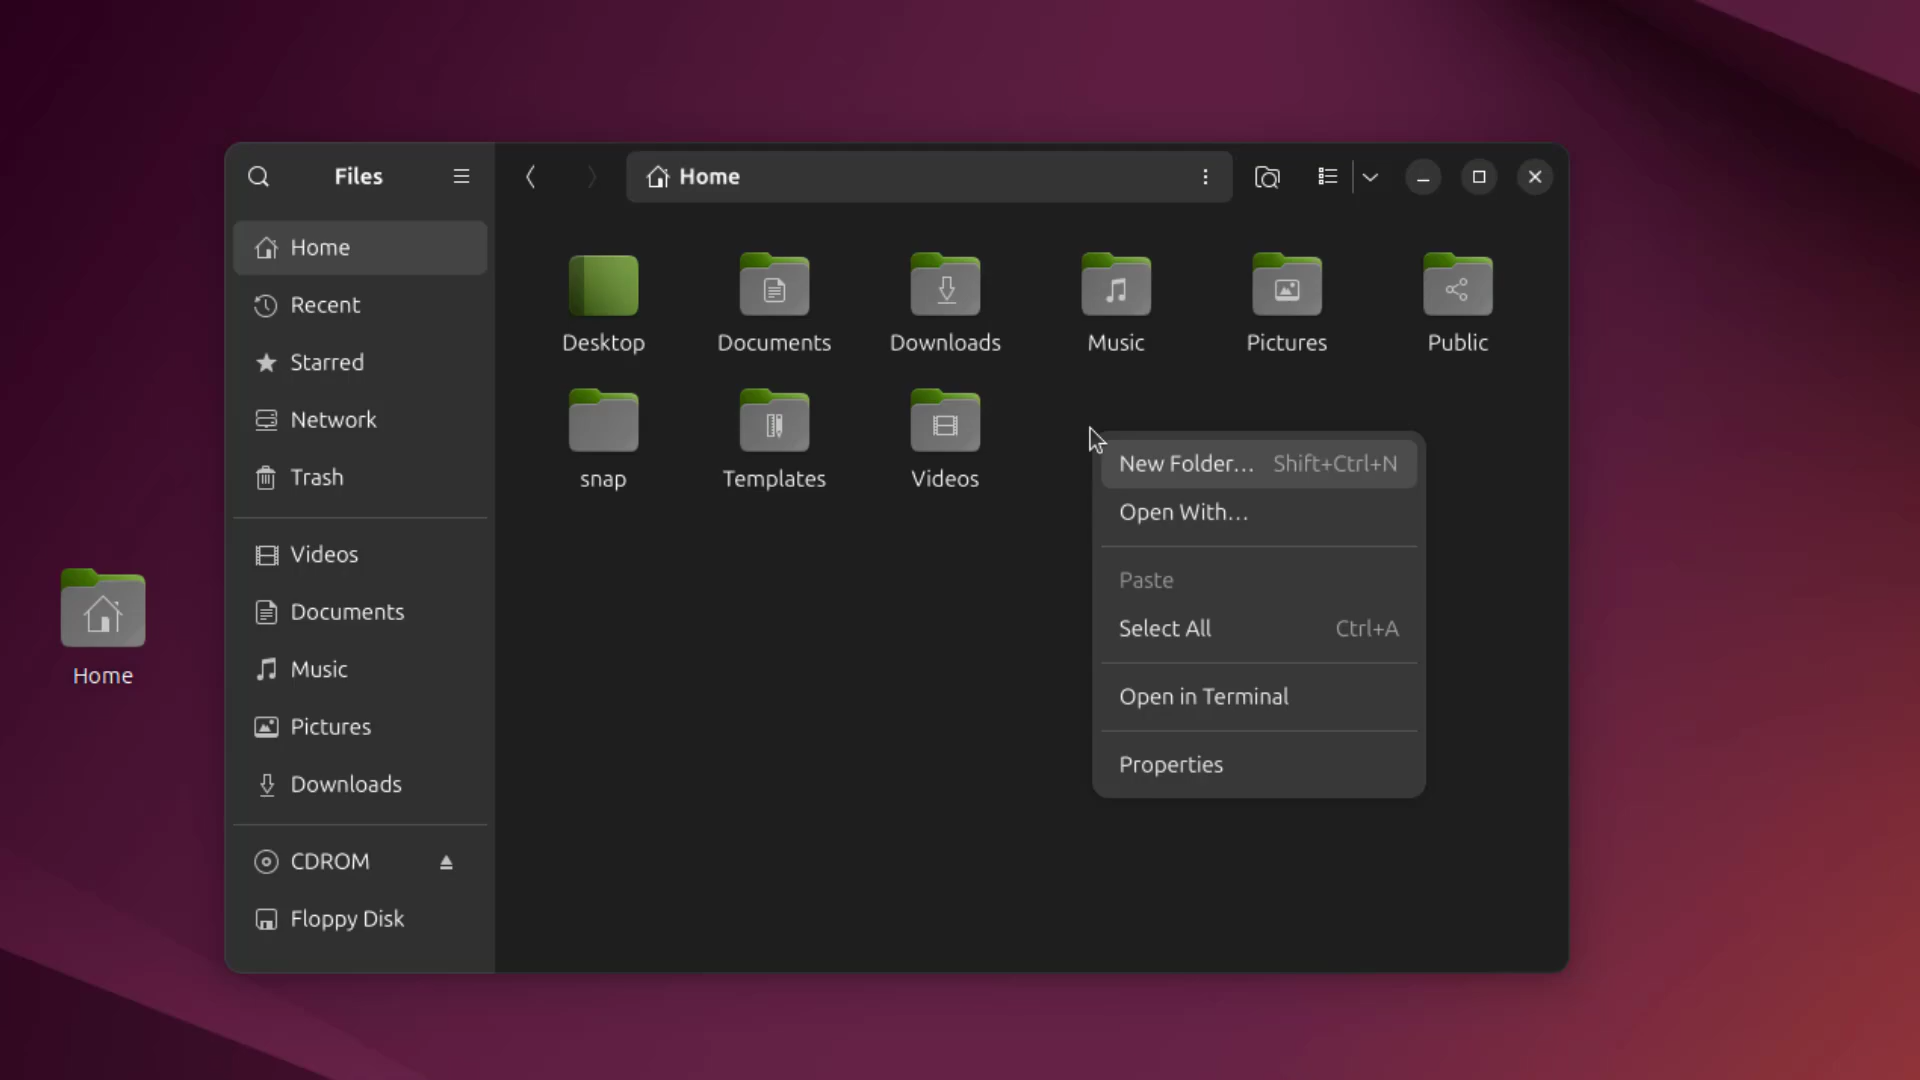 Files
Home
Home
Recent
Starred
Network
Trash
Videos
Documents
Music
Pictures
Downloads
CDROM
Floppy Disk
Desktop
Documents
Downloads
Music
Pictures
Public
snap
Templates
Videos
New Folder… Shift+Ctrl+N
Open With…
Paste
Select All Ctrl+A
Open in Terminal
Properties
Home